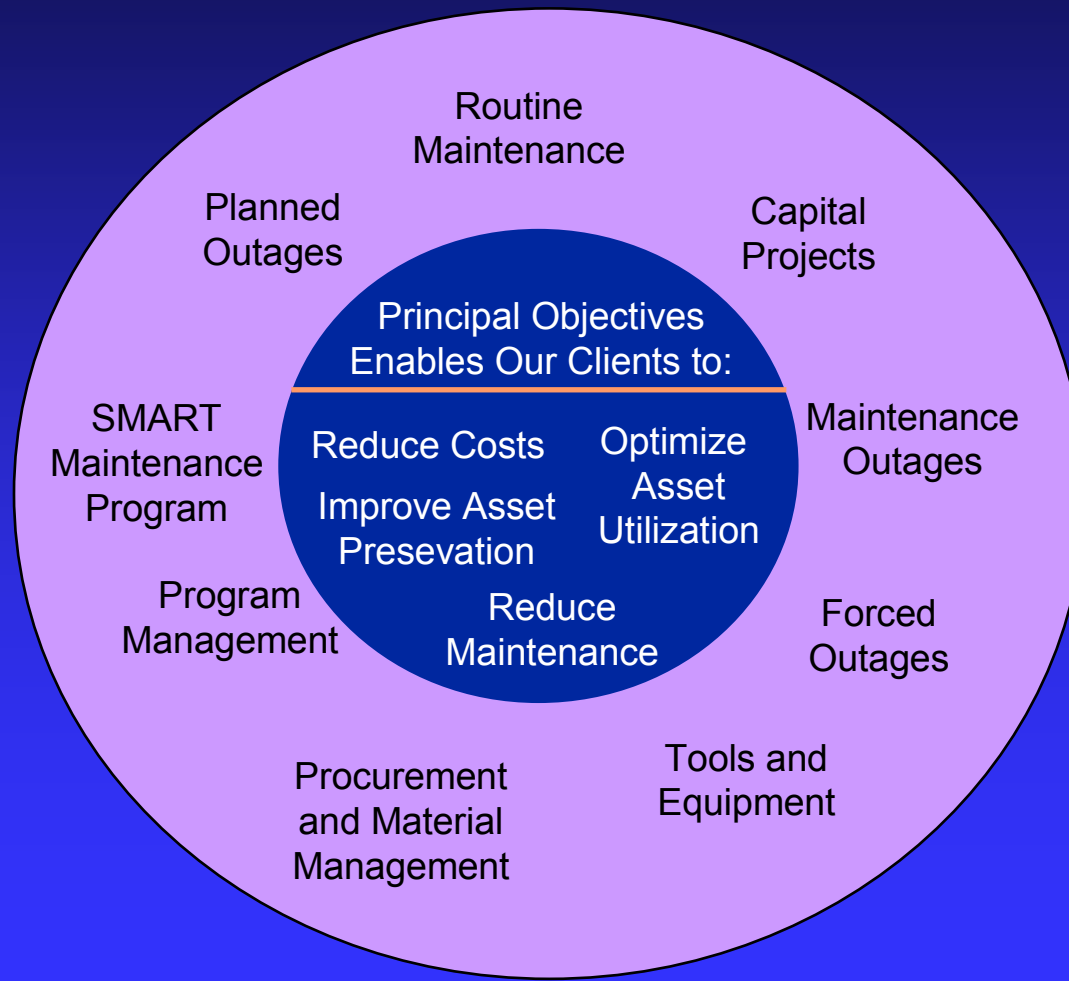 Routine
Maintenance
Planned
Outages
Capital
Projects
Principal Objectives
Enables Our Clients to:
SMART
Maintenance
Program
Reduce Costs
Optimize
Asset
Utilization
Maintenance
Outages
Improve Asset
Presevation
Program
Management
Reduce
Maintenance
Forced
Outages
Procurement
and Material
Management
Tools and
Equipment